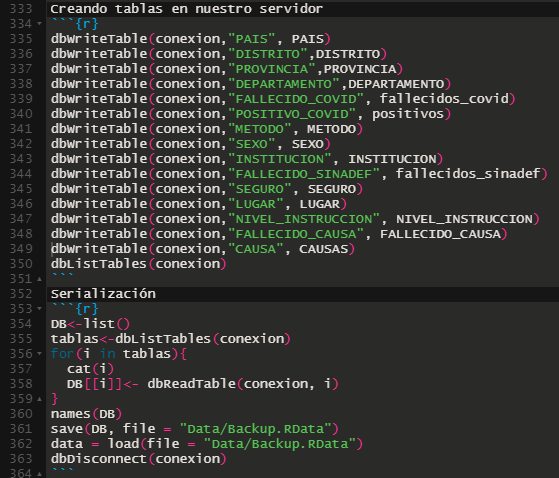 333 Creando tablas en nuestro servidor
334 ```{r}
335 dbWriteTable(conexion,"PAIS", PAIS)
336 dbWriteTable(conexion,"DISTRITO",DISTRITO)
337 dbWriteTable(conexion,"PROVINCIA",PROVINCIA)
338 dbWriteTable(conexion,"DEPARTAMENTO",DEPARTAMENTO)
339 dbWriteTable(conexion,"FALLECIDO_COVID", fallecidos_covid)
340 dbWriteTable(conexion,"POSITIVO_COVID", positivos)
341 dbWriteTable(conexion,"METODO", METODO)
342 dbWriteTable(conexion,"SEXO", SEXO)
343 dbWriteTable(conexion,"INSTITUCION", INSTITUCION)
344 dbWriteTable(conexion,"FALLECIDO_SINADEF", fallecidos_sinadef)
345 dbWriteTable(conexion,"SEGURO", SEGURO)
346 dbWriteTable(conexion,"LUGAR", LUGAR)
347 dbWriteTable(conexion,"NIVEL_INSTRUCCION", NIVEL_INSTRUCCION)
348 dbWriteTable(conexion,"FALLECIDO_CAUSA", FALLECIDO_CAUSA)
349 dbWriteTable(conexion,"CAUSA", CAUSAS)
350 dbListTables(conexion)
351 ```
352 Serialización
353 ```{r}
354 DB<-list()
355 tablas<-dbListTables(conexion)
356 for(i in tablas){
357   cat(i)
358   DB[[i]]<- dbReadTable(conexion, i)
359 }
360 names(DB)
361 save(DB, file = "Data/Backup.RData")
362 data = load(file = "Data/Backup.RData")
363 dbDisconnect(conexion)
364 ```